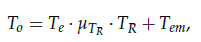 T_o = T_e · μ_{T_R} · T_R + T_{em},